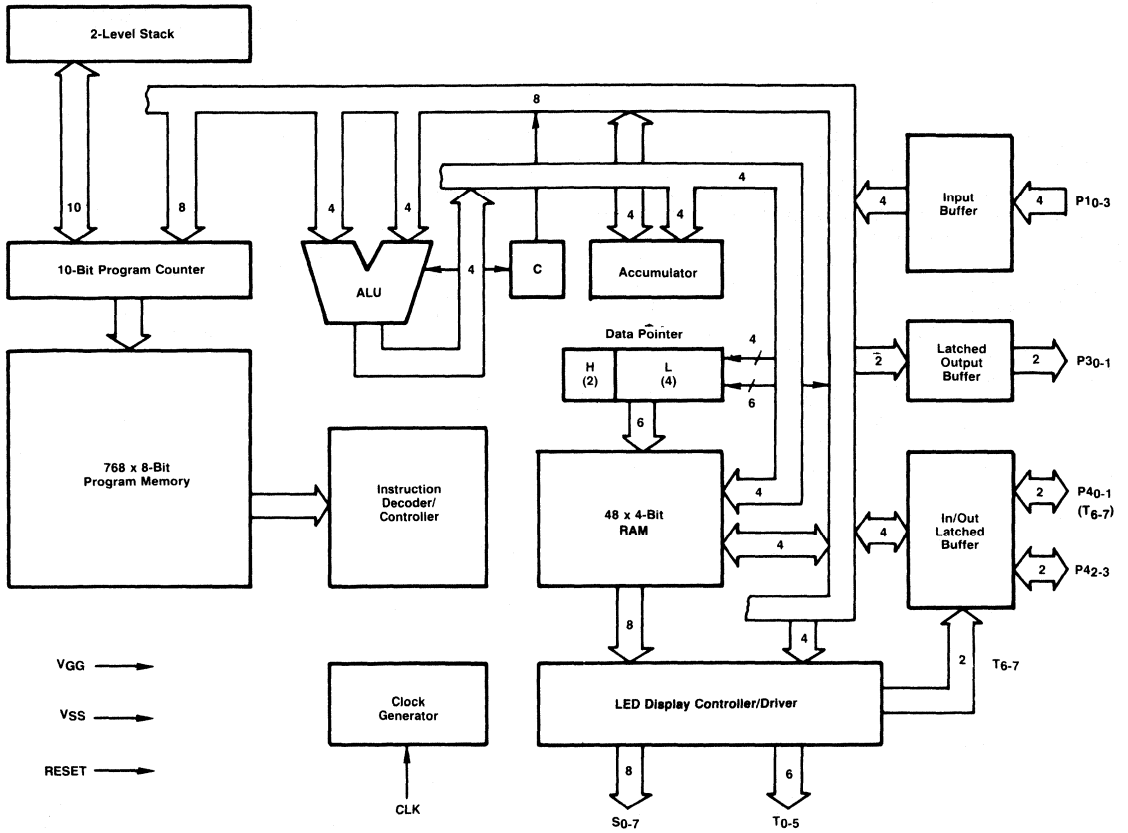 2-Level Stack
8
10
8
4
4
4
4
4
4
4
Input
Buffer
4
P10-3
10-Bit Program Counter
ALU
4
C
Accumulator
Data Pointer
H
(2)
L
(4)
4
6
2
Latched
Output
Buffer
2
P30-1
6
768 x 8-Bit
Program Memory
Instruction
Decoder/
Controller
48 x 4-Bit
RAM
4
4
4
In/Out
Latched
Buffer
2
P40-1
(T6-7)
2
P42-3
8
4
2
T6-7
VGG
VSS
RESET
Clock
Generator
CLK
LED Display Controller/Driver
8
6
S0-7
T0-5